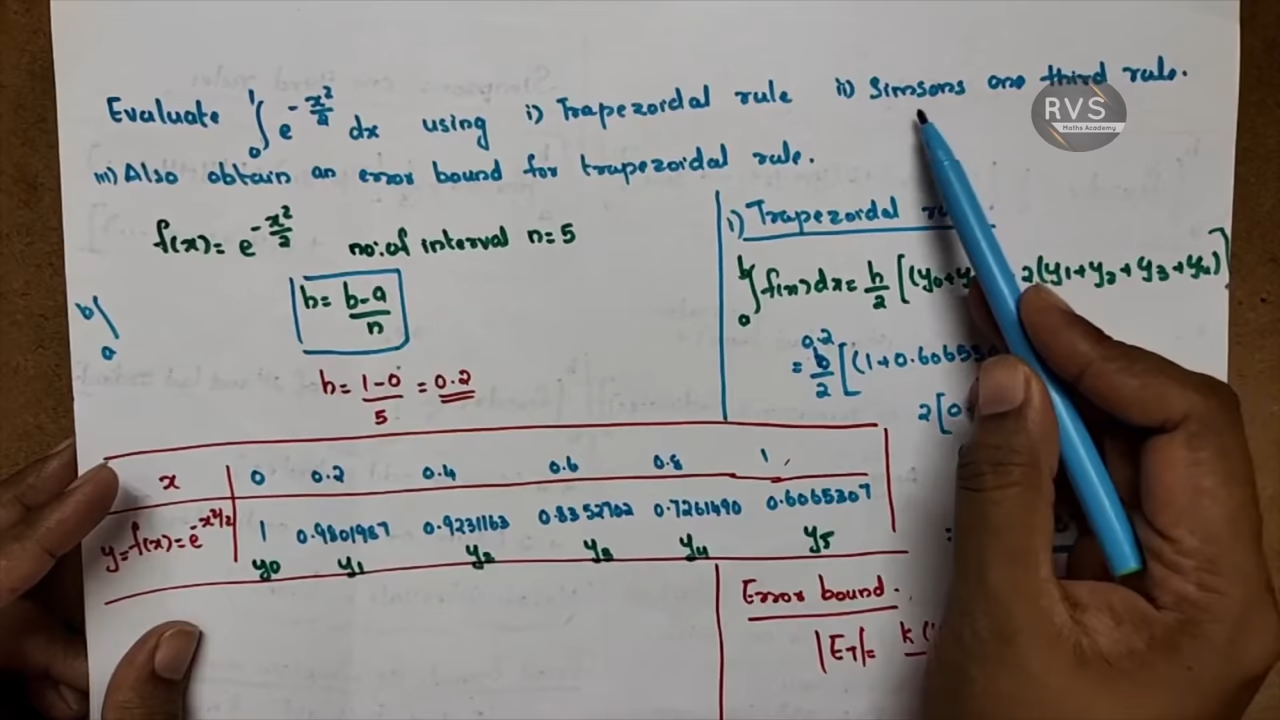 Evaluate ∫₀¹ e^(-x²/2) dx using i) Trapezoidal rule ii) Simsons one third rule.
RVS
Maths Academy
iii) Also obtain an error bound for trapezoidal rule.
f(x) = e^(-x²/2) no: of interval n=5
b∫a
h = (b-a)/n
h = (1-0)/5 = 0.2
i) Trapezoidal
∫ₐᵇ f(x) dx = h/2 [(y0+ 2(y1+y2+y3+y4)]
0.2
= h/2 [(1+0.60653
2[0.
Error bound.
|E_T| = k
x 0 0.2 0.4 0.6 0.8 1
y=f(x)=e^(-x²/2) 1 0.9801987 0.9231163 0.8352702 0.7261490 0.6065307
y0 y1 y2 y3 y4 y5